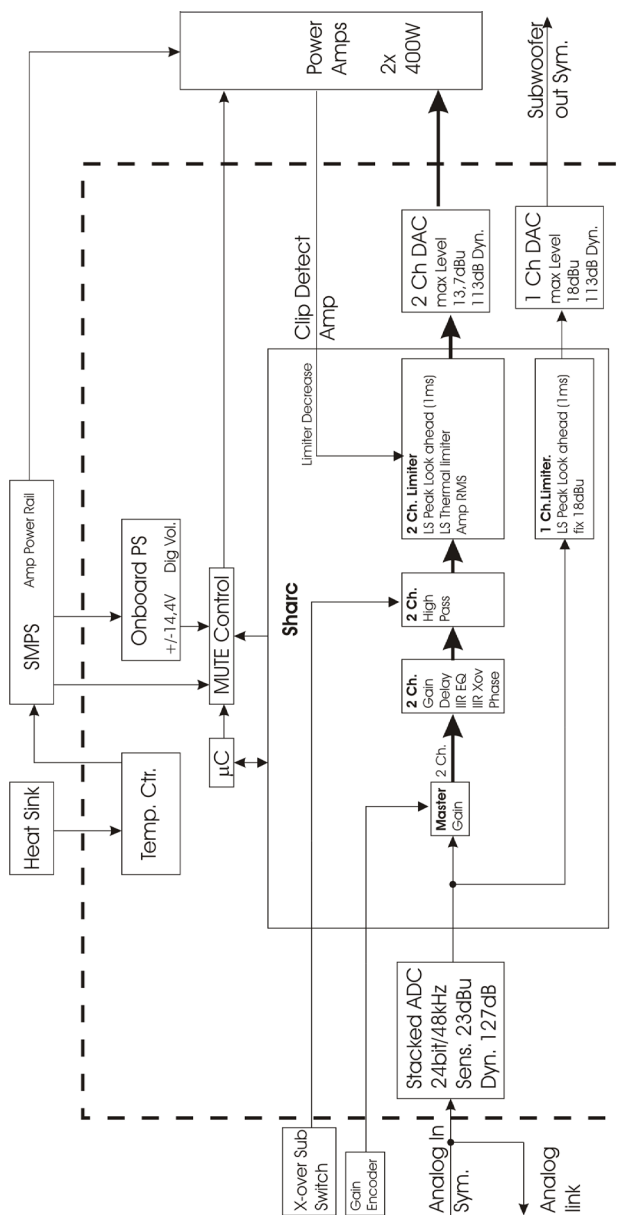 Heat Sink
SMPS
Amp Power Rail
Power
Amps
2x
400W
Temp. Ctr.
Onboard PS
+/-14,4V Dig Vol.
µC
MUTE Control
Clip Detect
Amp
X-over Sub
Switch
Gain
Encoder
Sharc
Limiter Decrease
Analog In
Sym.
Analog
link
Stacked ADC
24bit/48kHz
Sens. 23dBu
Dyn. 127dB
Master
Gain
2 Ch.
2 Ch.
Gain
Delay
IIR EQ
IIR Xov
Phase
2 Ch.
High
Pass
2 Ch. Limiter
LS Peak Look ahead (1ms)
LS Thermal limiter
Amp RMS
2 Ch DAC
max Level
13,7dBu
113dB Dyn.
1 Ch.Limiter.
LS Peak Look ahead (1ms)
fix 18dBu
1 Ch DAC
max Level
18dBu
113dB Dyn.
Subwoofer
out Sym.